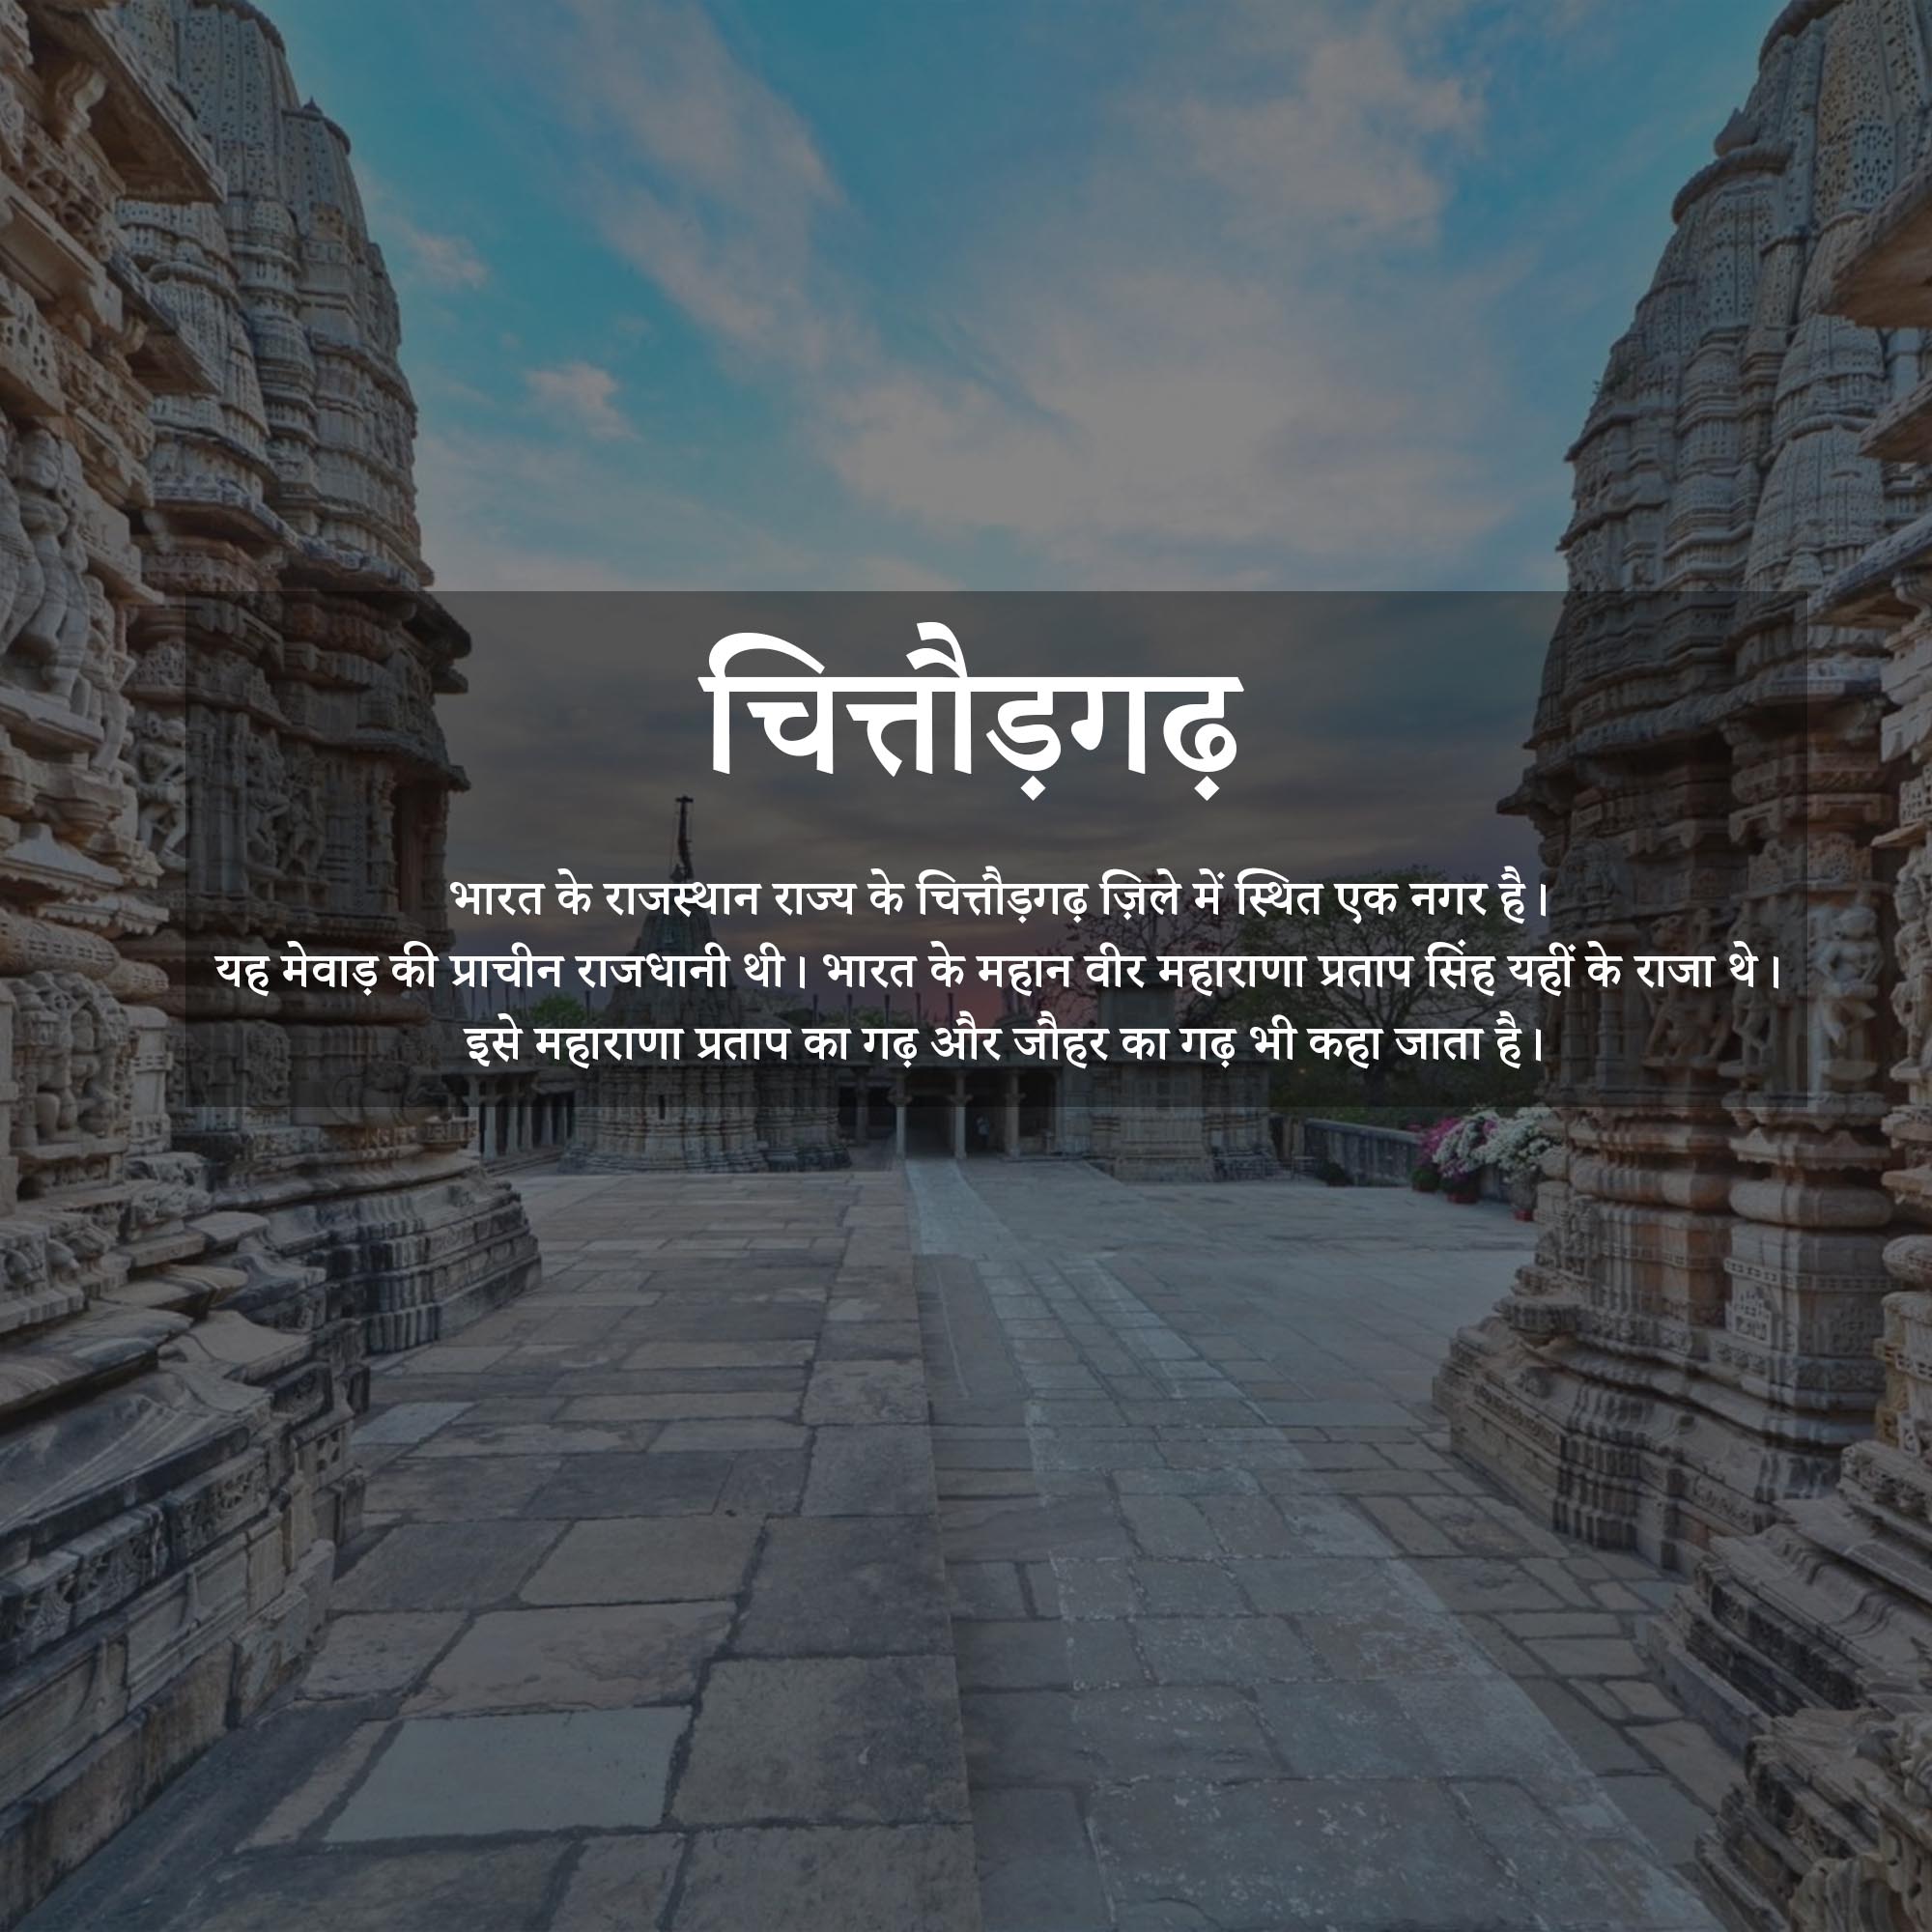 चित्तौड़गढ़
भारत के राजस्थान राज्य के चित्तौड़गढ़ ज़िले में स्थित एक नगर है।
यह मेवाड़ की प्राचीन राजधानी थी। भारत के महान वीर महाराणा प्रताप सिंह यहीं के राजा थे।
इसे महाराणा प्रताप का गढ़ और जौहर का गढ़ भी कहा जाता है।